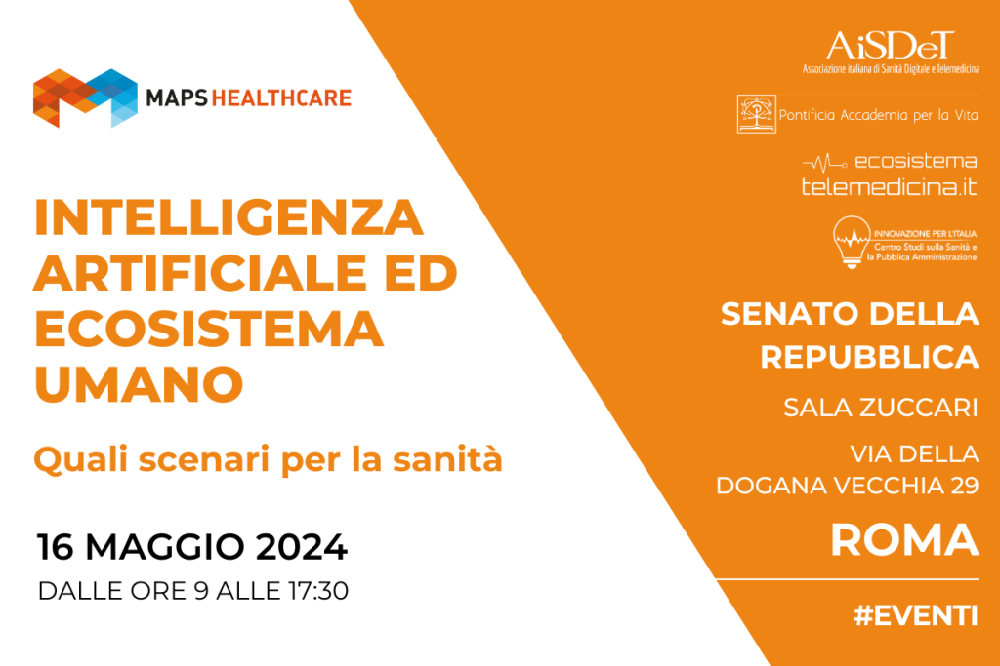 MAPS HEALTHCARE
INTELLIGENZA
ARTIFICIALE ED
ECOSISTEMA
UMANO
Quali scenari per la sanità
16 MAGGIO 2024
DALLE ORE 9 ALLE 17:30
AiSDeT
Associazione italiana di Sanità Digitale e Telemedicina
Pontificia Accademia per la Vita
ecosistema
telemedicina.it
INNOVAZIONE PER L'ITALIA
Centro Studi sulla Sanità e
la Pubblica Amministrazione
SENATO DELLA
REPUBBLICA
SALA ZUCCARI
VIA DELLA
DOGANA VECCHIA 29
ROMA
#EVENTI